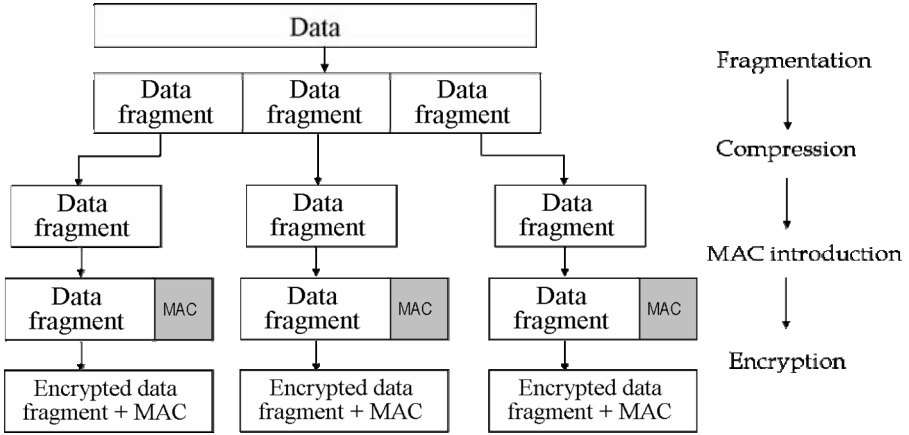 Data
Data
fragment
Data
fragment
Data
fragment
Fragmentation
Compression
Data
fragment
Data
fragment
Data
fragment
MAC introduction
Data
fragment
MAC
Data
fragment
MAC
Data
fragment
MAC
Encryption
Encrypted data
fragment + MAC
Encrypted data
fragment + MAC
Encrypted data
fragment + MAC